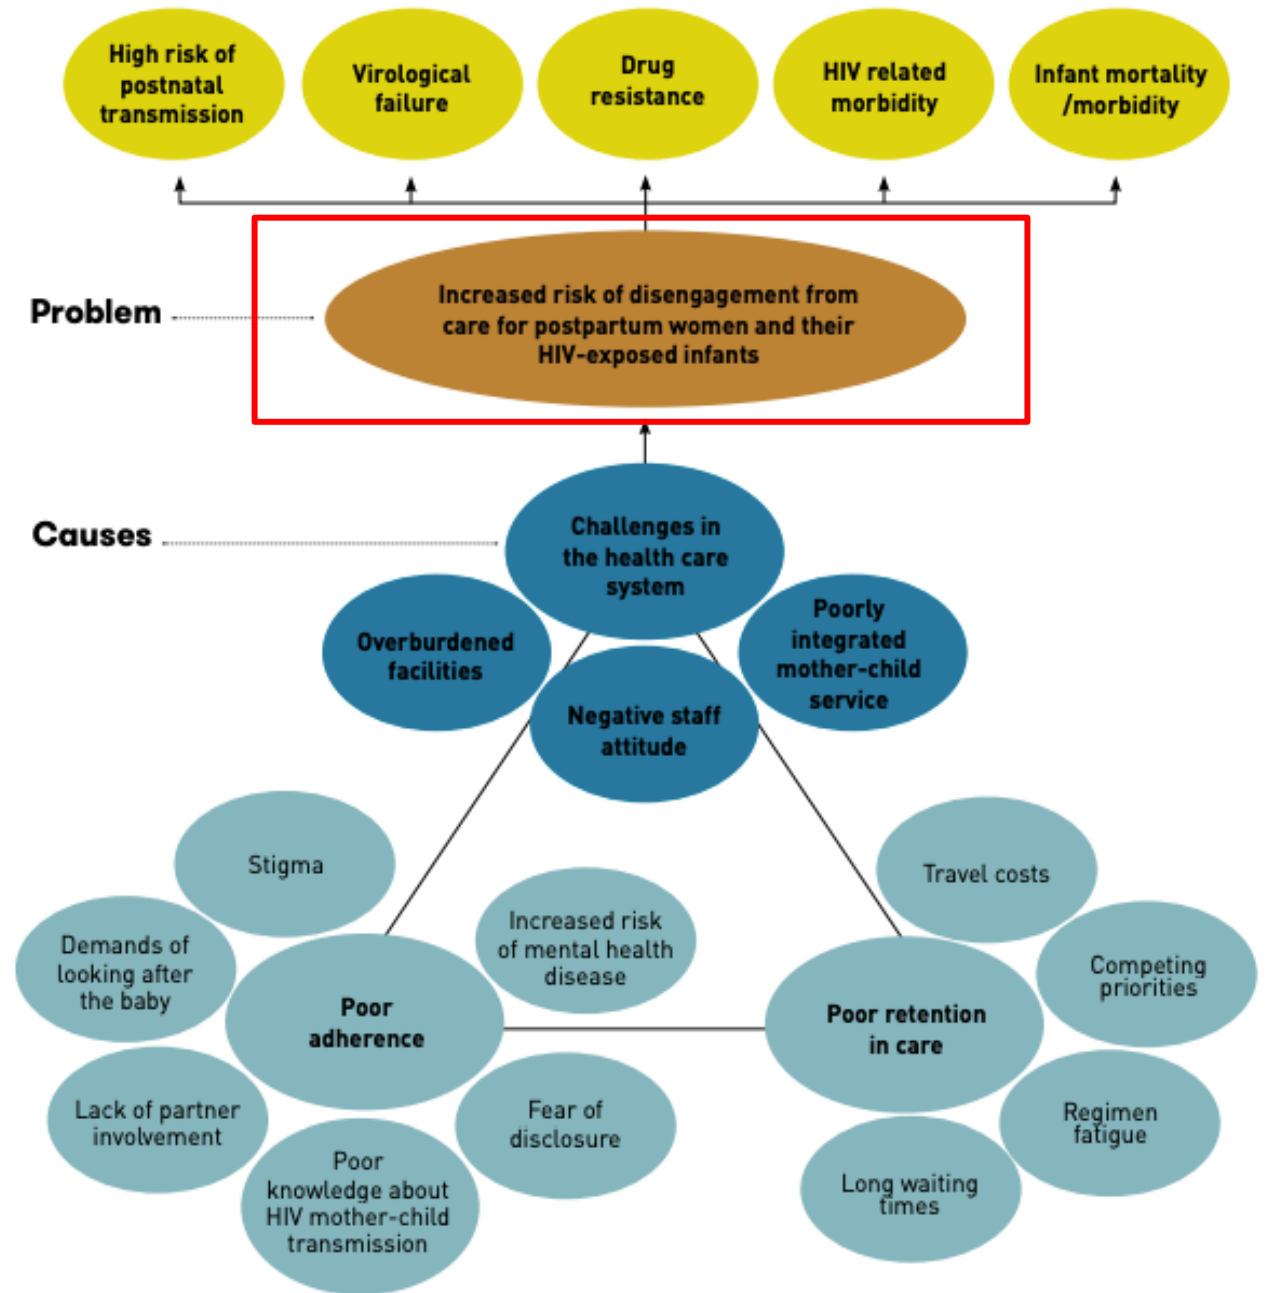 High risk of
postnatal
transmission
Virological
failure
Drug
resistance
HIV related
morbidity
Infant mortality
/morbidity
Problem
Increased risk of disengagement from
care for postpartum women and their
HIV-exposed infants
Causes
Challenges in
the health care
system
Overburdened
facilities
Poorly
integrated
mother-child
service
Negative staff
attitude
Stigma
Demands of
looking after
the baby
Increased risk
of mental health
disease
Poor
adherence
Lack of partner
involvement
Poor
knowledge about
HIV mother-child
transmission
Fear of
disclosure
Travel costs
Competing
priorities
Poor retention
in care
Regimen
fatigue
Long waiting
times